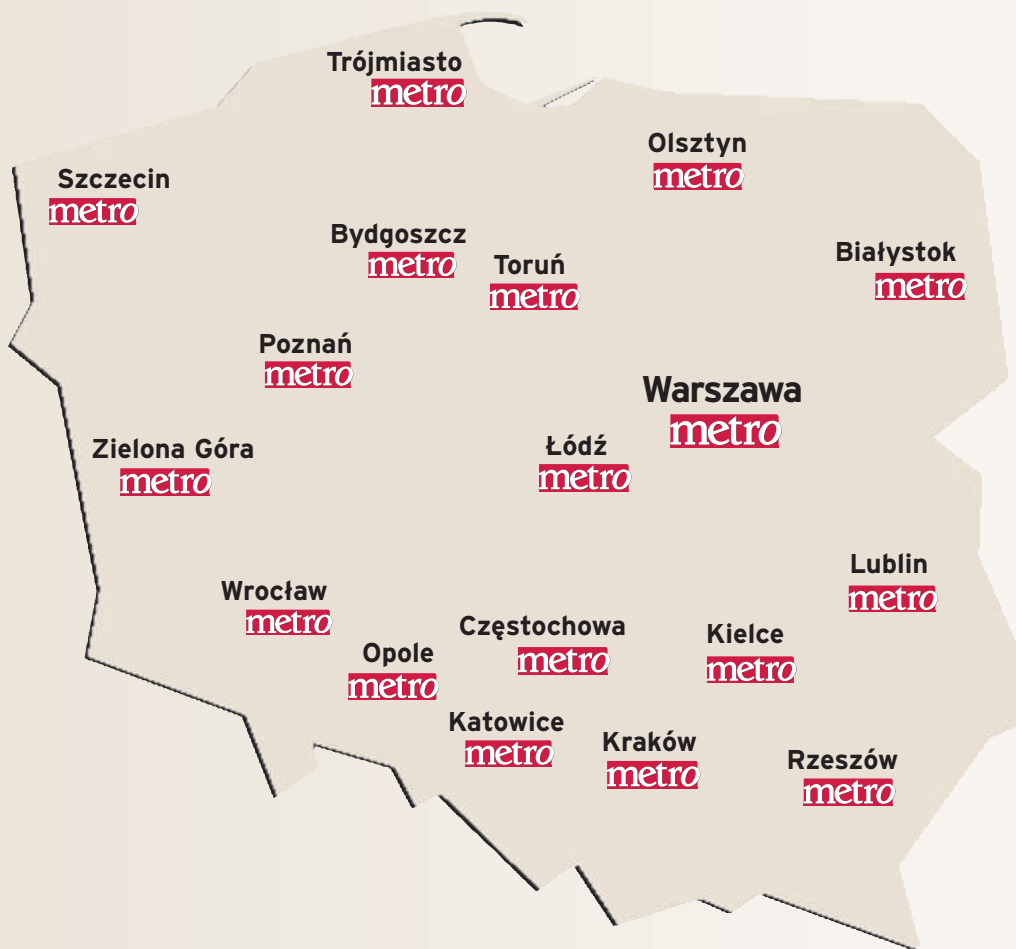 Trójmiasto
metro
Olsztyn
metro
Szczecin
metro
Bydgoszcz
metro
Toruń
metro
Białystok
metro
Poznań
metro
Warszawa
metro
Zielona Góra
metro
Łódź
metro
Lublin
metro
Wrocław
metro
Częstochowa
metro
Kielce
metro
Opole
metro
Katowice
metro
Kraków
metro
Rzeszów
metro